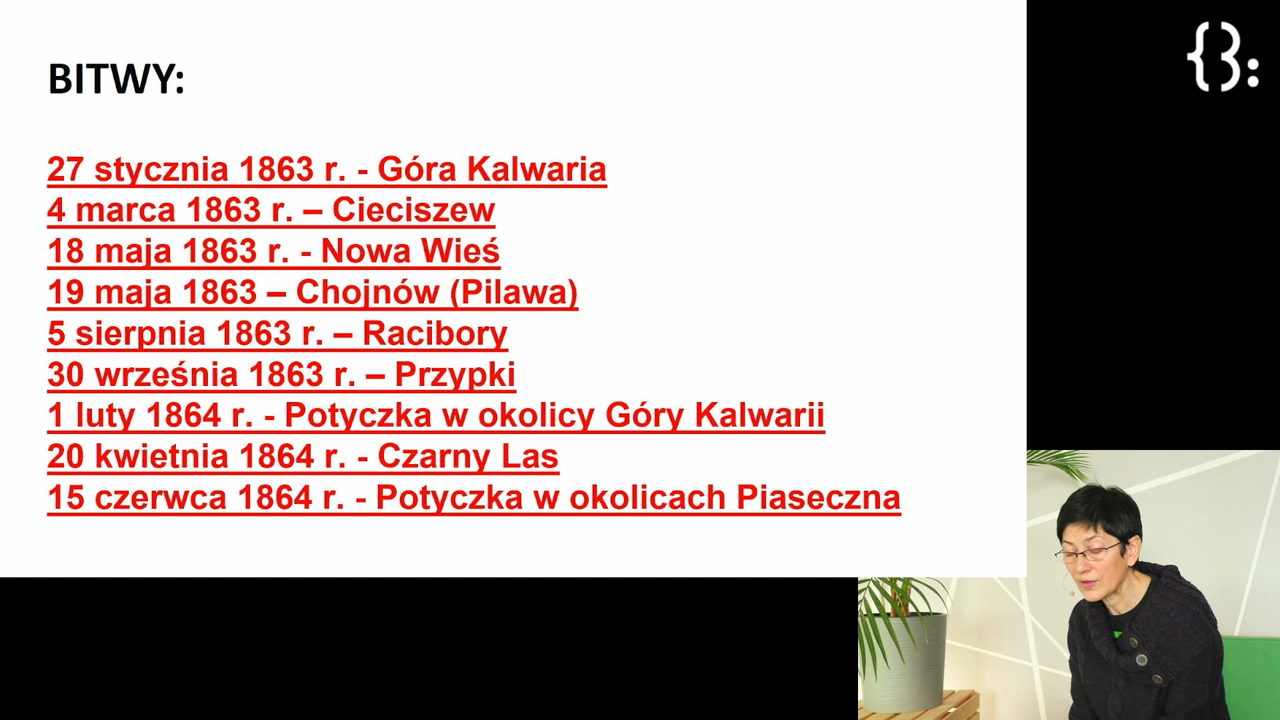 BITWY:
27 stycznia 1863 r. - Góra Kalwaria
4 marca 1863 r. – Cieciszew
18 maja 1863 r. - Nowa Wieś
19 maja 1863 – Chojnów (Pilawa)
5 sierpnia 1863 r. – Racibory
30 września 1863 r. – Przypki
1 luty 1864 r. - Potyczka w okolicy Góry Kalwarii
20 kwietnia 1864 r. - Czarny Las
15 czerwca 1864 r. - Potyczka w okolicach Piaseczna